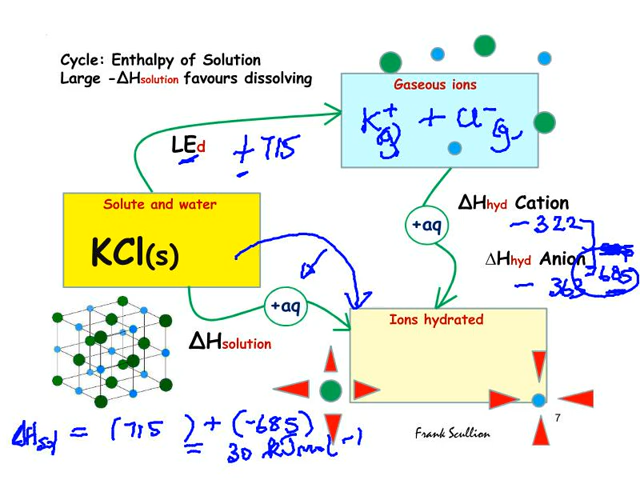 Cycle: Enthalpy of Solution
Large -ΔHsolution favours dissolving
Gaseous ions
K+(g) + Cl-(g)
LEd
+715
Solute and water
KCl(s)
ΔHhyd Cation
- 322
+aq
ΔHhyd Anion
- 363
-685
+aq
Ions hydrated
ΔHsolution
ΔHsol = (715 ) + (-685)
= 30 kJmol-1
Frank Scullion
7